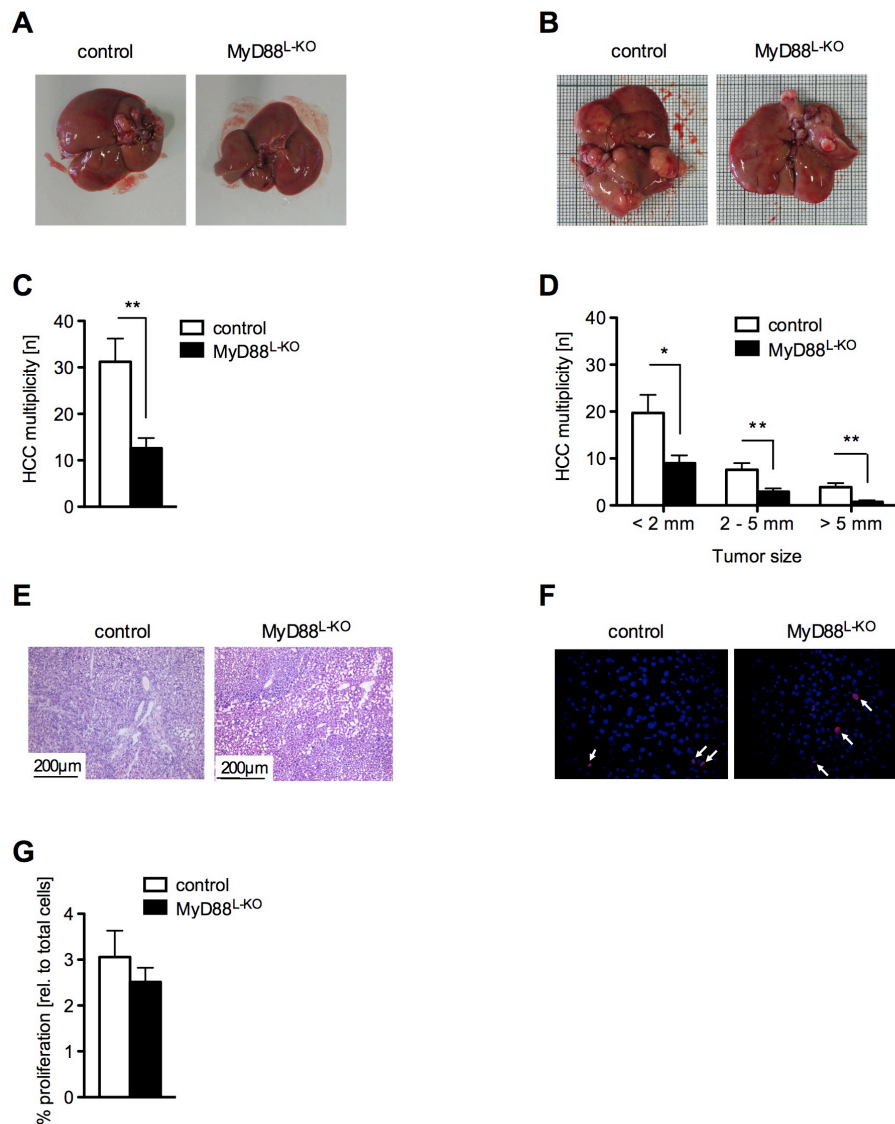 A
control
MyD88L-KO
B
control
MyD88L-KO
C
**
HCC multiplicity [n]
40
30
20
10
0
control
MyD88L-KO
D
HCC multiplicity [n]
40
30
20
10
0
*
**
**
control
MyD88L-KO
< 2 mm
2 - 5 mm
> 5 mm
Tumor size
E
control
MyD88L-KO
200µm
200µm
F
control
MyD88L-KO
G
% proliferation [rel. to total cells]
4
3
2
1
0
control
MyD88L-KO